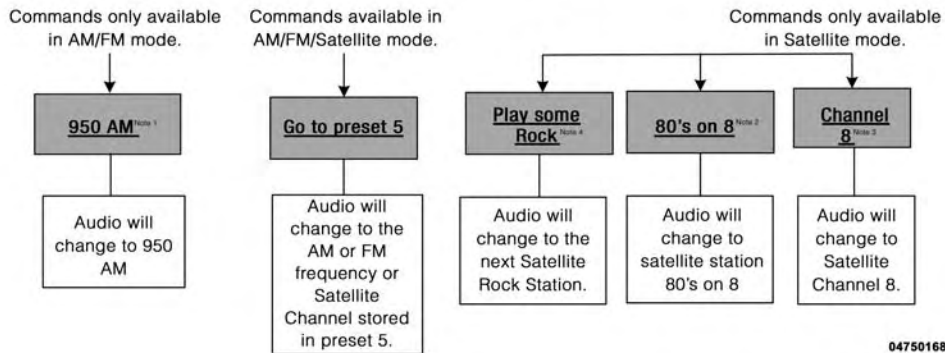 Commands only available
in AM/FM mode.
Commands available in
AM/FM/Satellite mode.
Commands only available
in Satellite mode.
950 AM Note 1
Go to preset 5
Play some
Rock Note 4
80's on 8 Note 2
Channel
8 Note 3
Audio will
change to 950
AM
Audio will
change to the
AM or FM
frequency or
Satellite
Channel stored
in preset 5.
Audio will
change to the
next Satellite
Rock Station.
Audio will
change to
satellite station
80's on 8
Audio will
change to
Satellite
Channel 8.
04750168